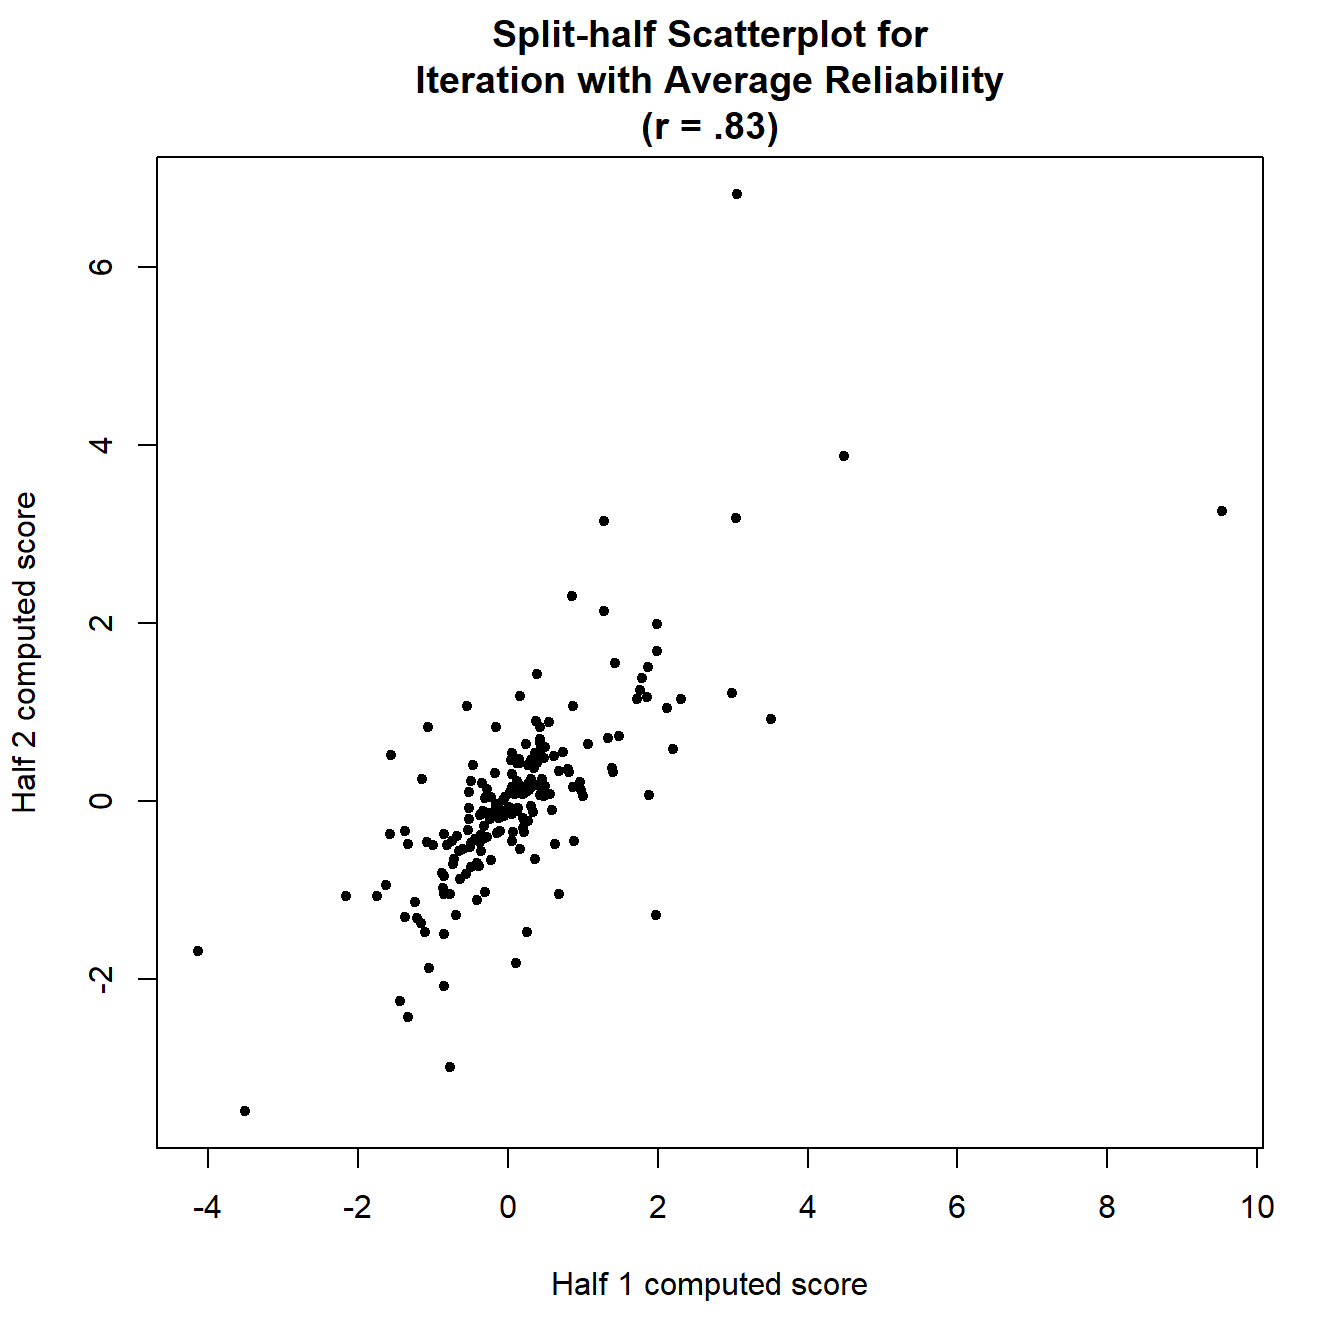 Split-half Scatterplot for
Iteration with Average Reliability
(r = .83)
6
4
2
0
-2
Half 2 computed score
-4 -2 0 2 4 6 8 10
Half 1 computed score